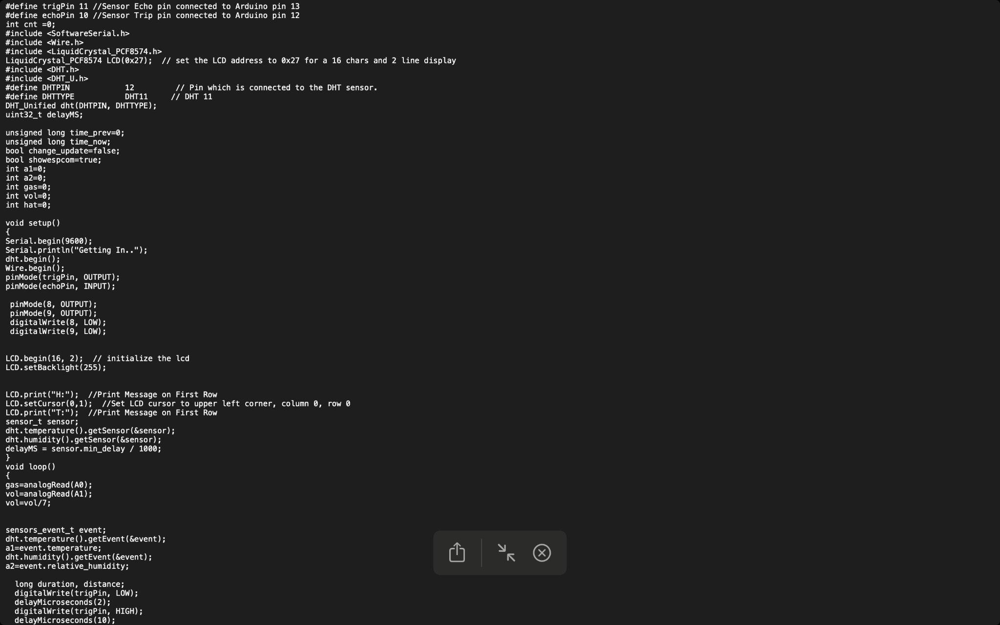 #define trigPin 11 //Sensor Echo pin connected to Arduino pin 13
#define echoPin 10 //Sensor Trip pin connected to Arduino pin 12
int cnt =0;
#include <SoftwareSerial.h>
#include <Wire.h>
#include <LiquidCrystal_PCF8574.h>
LiquidCrystal_PCF8574 LCD(0x27);  // set the LCD address to 0x27 for a 16 chars and 2 line display
#include <DHT.h>
#include <DHT_U.h>
#define DHTPIN            12         // Pin which is connected to the DHT sensor.
#define DHTTYPE           DHT11     // DHT 11
DHT_Unified dht(DHTPIN, DHTTYPE);
uint32_t delayMS;

unsigned long time_prev=0;
unsigned long time_now;
bool change_update=false;
bool showespcom=true;
int a1=0;
int a2=0;
int gas=0;
int vol=0;
int hat=0;

void setup()
{
Serial.begin(9600);
Serial.println("Getting In..");
dht.begin();
Wire.begin();
pinMode(trigPin, OUTPUT);
pinMode(echoPin, INPUT);

 pinMode(8, OUTPUT);
 pinMode(9, OUTPUT);
 digitalWrite(8, LOW);
 digitalWrite(9, LOW);


LCD.begin(16, 2);  // initialize the lcd
LCD.setBacklight(255);


LCD.print("H:");  //Print Message on First Row
LCD.setCursor(0,1);  //Set LCD cursor to upper left corner, column 0, row 0
LCD.print("T:");  //Print Message on First Row
sensor_t sensor;
dht.temperature().getSensor(&sensor);
dht.humidity().getSensor(&sensor);
delayMS = sensor.min_delay / 1000;
}
void loop()
{
gas=analogRead(A0);
vol=analogRead(A1);
vol=vol/7;


sensors_event_t event;
dht.temperature().getEvent(&event);
a1=event.temperature;
dht.humidity().getEvent(&event);
a2=event.relative_humidity;

  long duration, distance;
  digitalWrite(trigPin, LOW);
  delayMicroseconds(2);
  digitalWrite(trigPin, HIGH);
  delayMicroseconds(10);